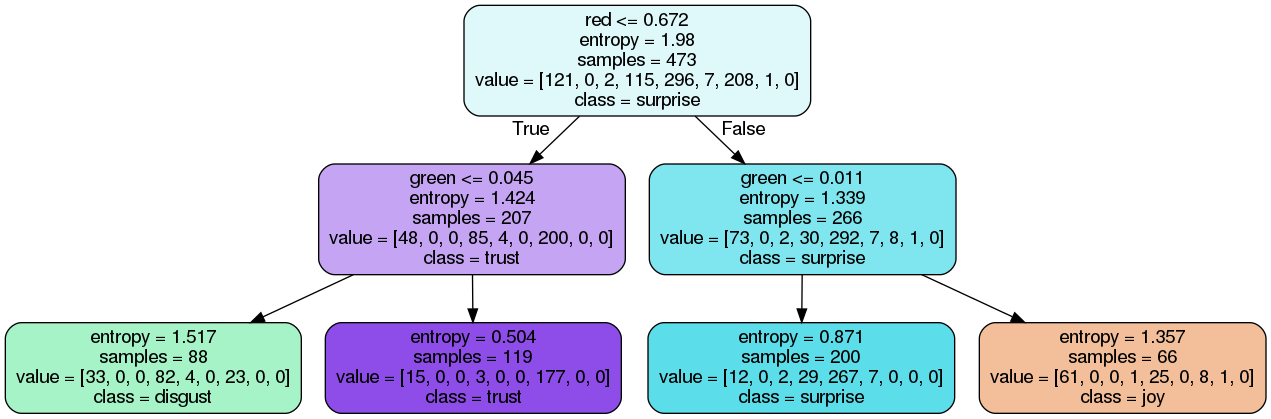 red <= 0.672
entropy = 1.98
samples = 473
value = [121, 0, 2, 115, 296, 7, 208, 1, 0]
class = surprise
True
False
green <= 0.045
entropy = 1.424
samples = 207
value = [48, 0, 0, 85, 4, 0, 200, 0, 0]
class = trust
green <= 0.011
entropy = 1.339
samples = 266
value = [73, 0, 2, 30, 292, 7, 8, 1, 0]
class = surprise
entropy = 1.517
samples = 88
value = [33, 0, 0, 82, 4, 0, 23, 0, 0]
class = disgust
entropy = 0.504
samples = 119
value = [15, 0, 0, 3, 0, 0, 177, 0, 0]
class = trust
entropy = 0.871
samples = 200
value = [12, 0, 2, 29, 267, 7, 0, 0, 0]
class = surprise
entropy = 1.357
samples = 66
value = [61, 0, 0, 1, 25, 0, 8, 1, 0]
class = joy